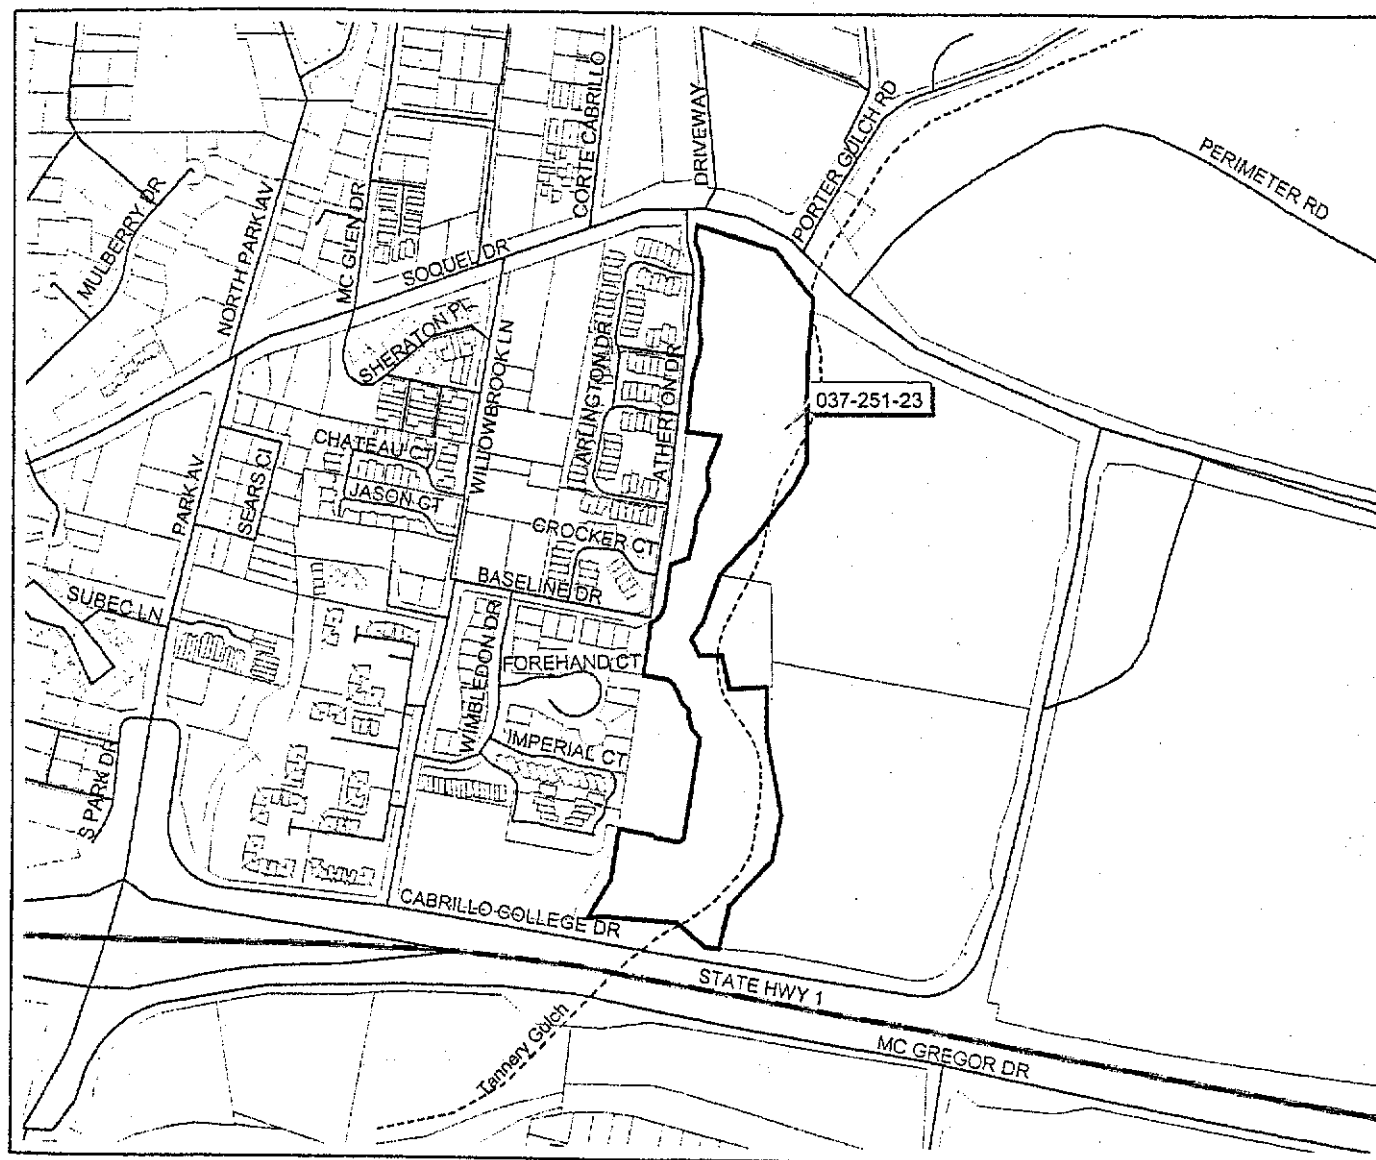 CORTE CABRILLO
DRIVEWAY
PORTER GULCH RD
PERIMETER RD
MULBERRY DR
NORTH PARK AV
MC GLEN DR
SOQUEL DR
SHERATON PL
WILLOWBROOK LN
ARLINGTON DR
ATHERTON DR
037-251-23
CHATEAU CT
JASON CT
PARK AV
SEARS CI
CROCKER CT
BASELINE DR
SUBEC LN
WIMBLEDON DR
FOREHAND CT
IMPERIAL CT
S PARK DR
CABRILLO COLLEGE DR
STATE HWY 1
Tannery Gulch
MC GREGOR DR